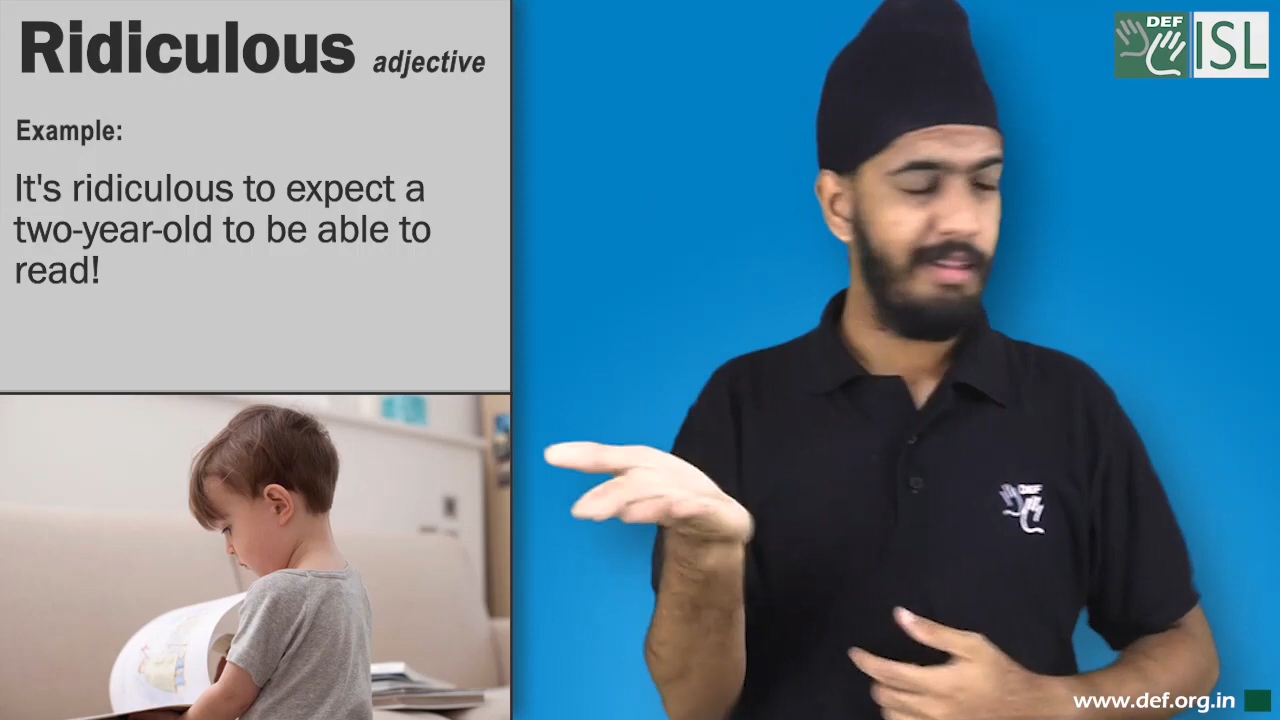 Ridiculous adjective
Example:
It's ridiculous to expect a
two-year-old to be able to
read!
DEF
ISL
DEF
www.def.org.in